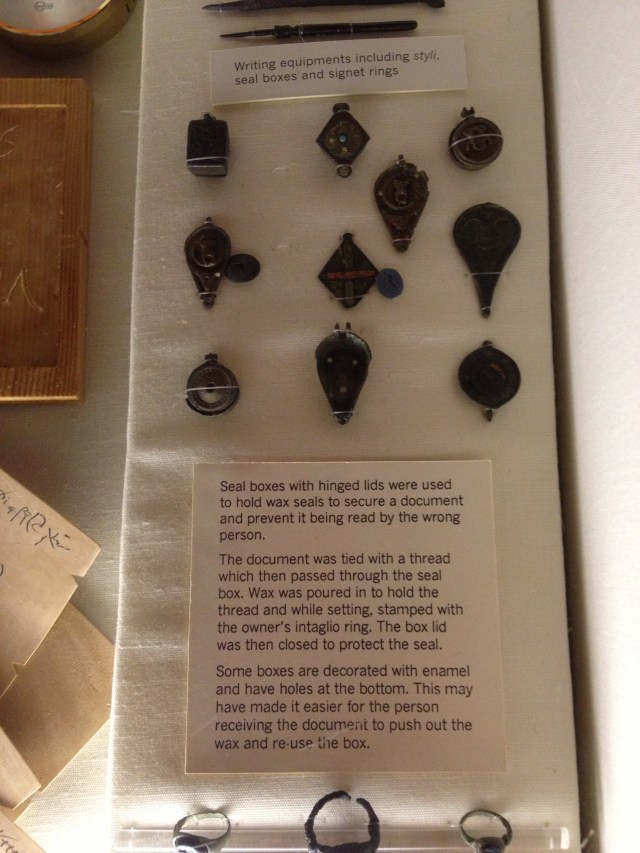 Writing equipments including styli,
seal boxes and signet rings
Seal boxes with hinged lids were used
to hold wax seals to secure a document
and prevent it being read by the wrong
person.
The document was tied with a thread
which then passed through the seal
box. Wax was poured in to hold the
thread and while setting, stamped with
the owner's intaglio ring. The box lid
was then closed to protect the seal.
Some boxes are decorated with enamel
and have holes at the bottom. This may
have made it easier for the person
receiving the document to push out the
wax and re-use the box.